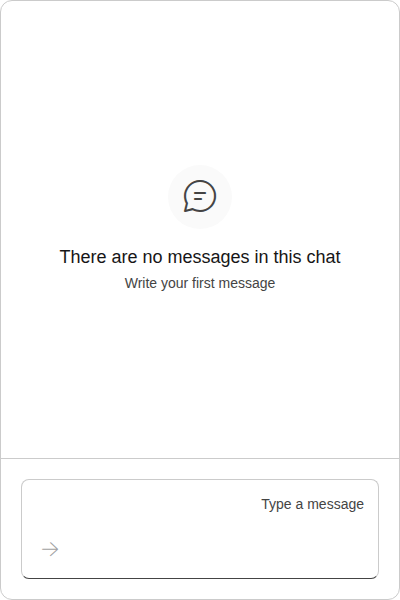 There are no messages in this chat
Write your first message
Type a message